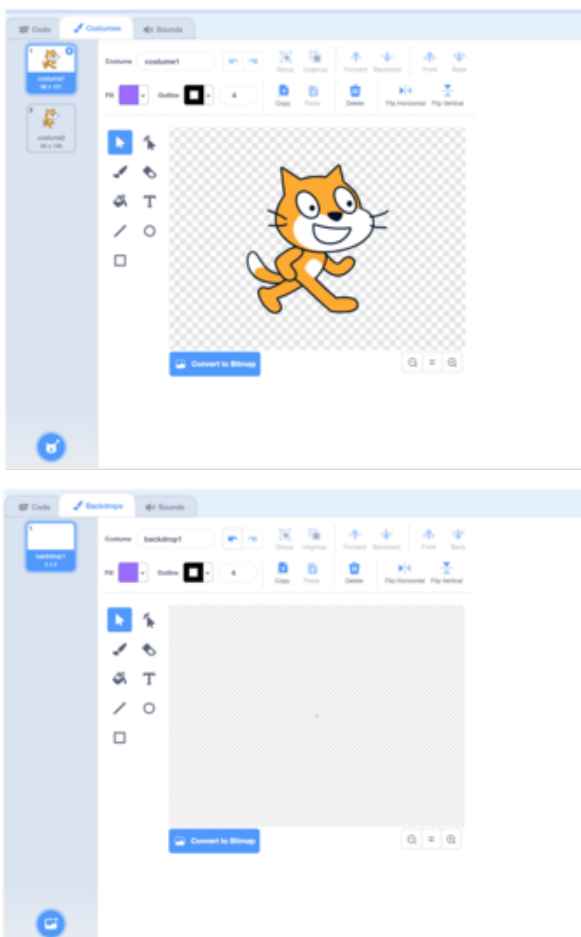 Code Costumes Sounds
1
costume1
Costume costume1 Group Ungroup Forward Backward Front Back
Fill Outline 4 Copy Paste Delete Flip Horizontal Flip Vertical
2
costume2
T
Convert to Bitmap
=
Code Backdrops Sounds
1
backdrop1
2 x 2
Costume backdrop1 Group Ungroup Forward Backward Front Back
Fill Outline 4 Copy Paste Delete Flip Horizontal Flip Vertical
T
Convert to Bitmap
=